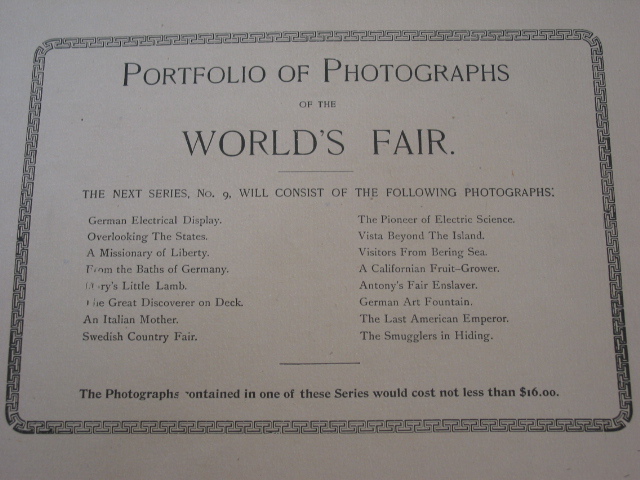 PORTFOLIO OF PHOTOGRAPHS
OF THE
WORLD'S FAIR.
THE NEXT SERIES, No. 9, WILL CONSIST OF THE FOLLOWING PHOTOGRAPHS:
German Electrical Display.
Overlooking The States.
A Missionary of Liberty.
From the Baths of Germany.
Mary's Little Lamb.
The Great Discoverer on Deck.
An Italian Mother.
Swedish Country Fair.
The Pioneer of Electric Science.
Vista Beyond The Island.
Visitors From Bering Sea.
A Californian Fruit-Grower.
Antony's Fair Enslaver.
German Art Fountain.
The Last American Emperor.
The Smugglers in Hiding.
The Photographs contained in one of these Series would cost not less than $16.00.